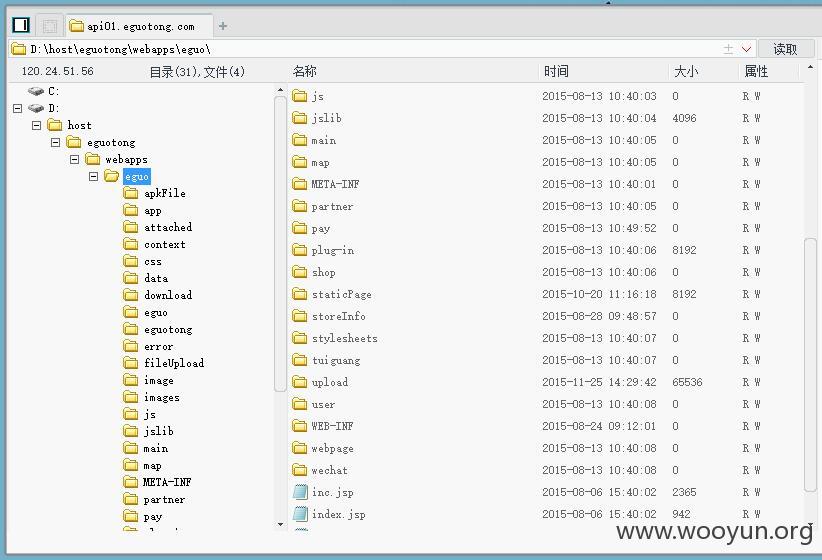 api01.eguotong.com
D:\host\eguotong\webapps\eguo\
读取
120.24.51.56 目录(31),文件(4)
名称 时间 大小 属性
C:
D:
host
eguotong
webapps
eguo
apkFile
app
attached
context
css
data
download
eguo
eguotong
error
fileUpload
image
images
js
jslib
main
map
META-INF
partner
pay
js 2015-08-13 10:40:03 0 R W
jslib 2015-08-13 10:40:04 4096 R W
main 2015-08-13 10:40:05 0 R W
map 2015-08-13 10:40:05 0 R W
META-INF 2015-08-13 10:40:01 0 R W
partner 2015-08-13 10:40:05 0 R W
pay 2015-08-13 10:49:52 0 R W
plug-in 2015-08-13 10:40:06 8192 R W
shop 2015-08-13 10:40:06 0 R W
staticPage 2015-10-20 11:16:18 8192 R W
storeInfo 2015-08-28 09:48:57 0 R W
stylesheets 2015-08-13 10:40:07 0 R W
tuiguang 2015-08-13 10:40:07 0 R W
upload 2015-11-25 14:29:42 65536 R W
user 2015-08-13 10:40:08 0 R W
WEB-INF 2015-08-24 09:12:01 0 R W
webpage 2015-08-13 10:40:08 0 R W
wechat 2015-08-13 10:40:08 0 R W
inc.jsp 2015-08-06 15:40:02 2365 R W
index.jsp 2015-08-06 15:40:02 942 R W
www.wooyun.org